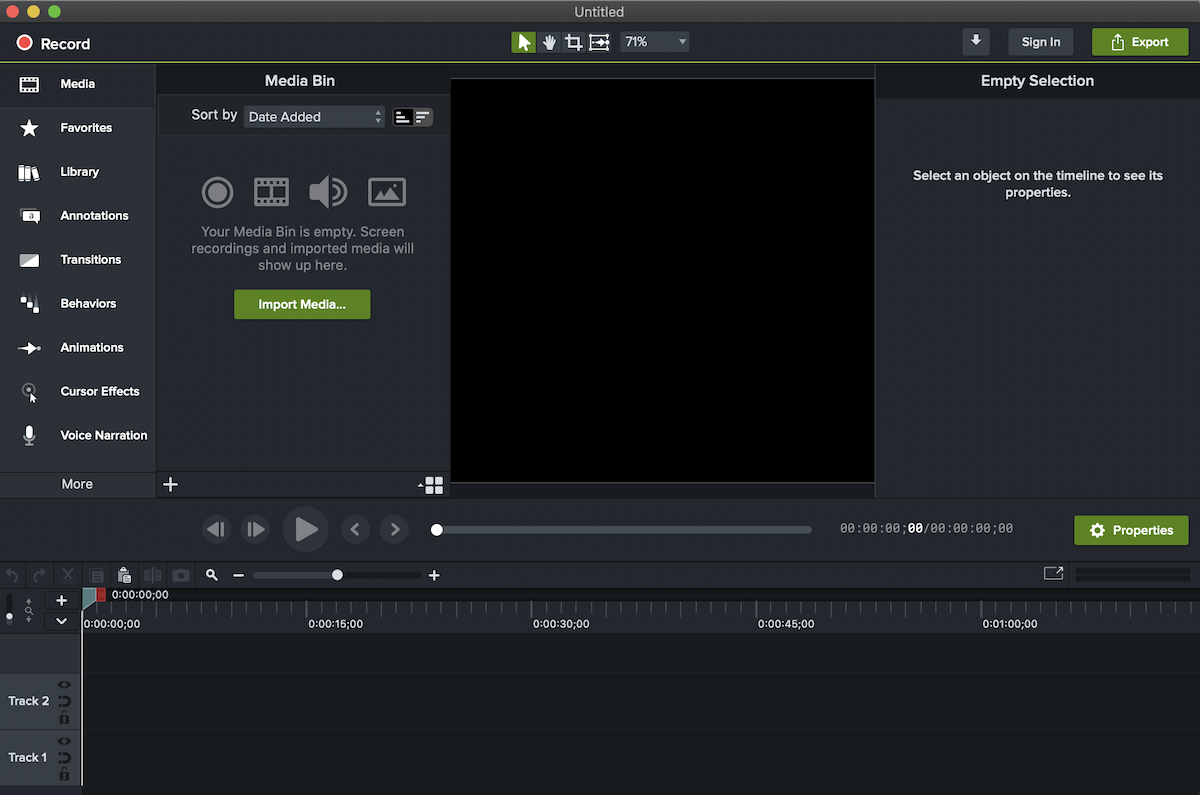 Untitled
Record
71%
Sign In
Export
Media
Favorites
Library
Annotations
Transitions
Behaviors
Animations
Cursor Effects
Voice Narration
More
Media Bin
Sort by
Date Added
Your Media Bin is empty. Screen
recordings and imported media will
show up here.
Import Media...
Empty Selection
Select an object on the timeline to see its
properties.
00:00:00;00/00:00:00;00
Properties
0:00:00;00
0:00:00;00
0:00:15;00
0:00:30;00
0:00:45;00
0:01:00;00
Track 2
Track 1